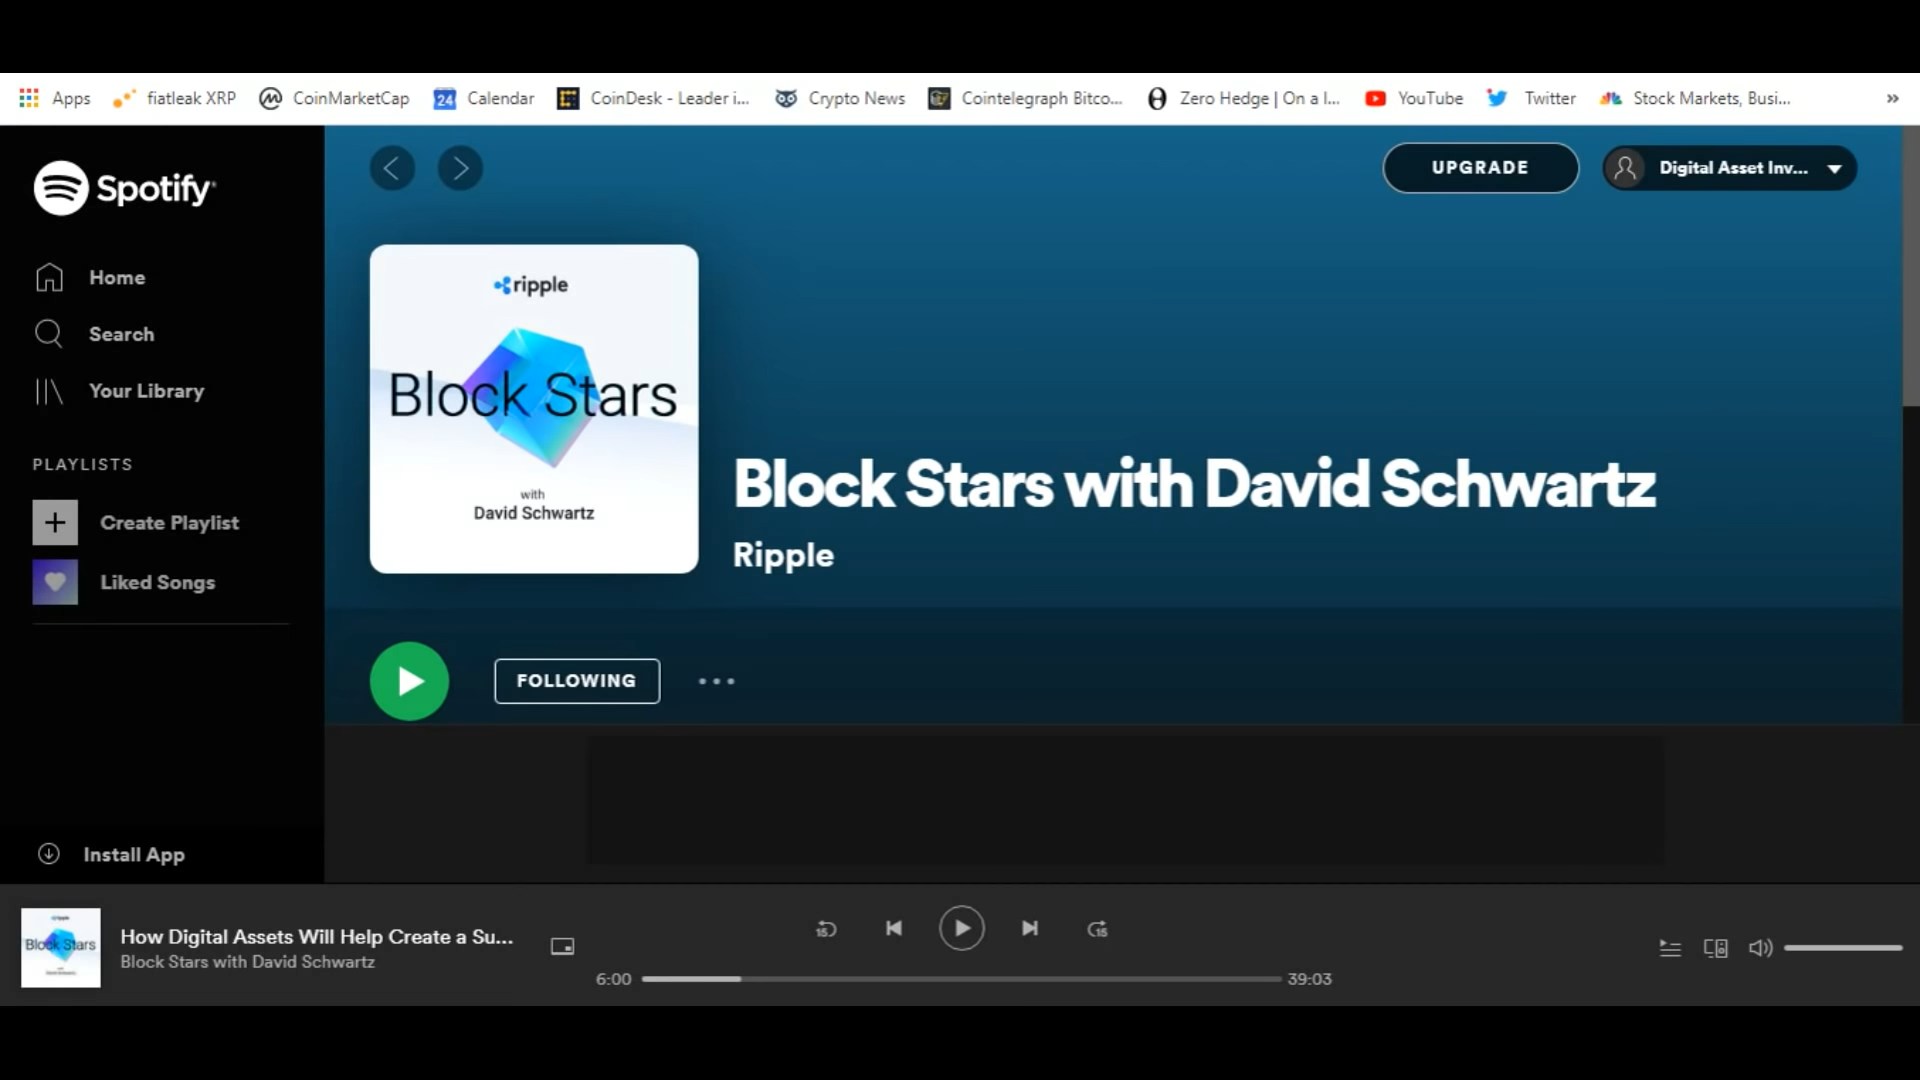 Apps fiatleak XRP CoinMarketCap 24 Calendar CoinDesk - Leader i... Crypto News Cointelegraph Bitco... Zero Hedge | On a l... YouTube Twitter Stock Markets, Busi... »
Spotify
Home
Search
Your Library
PLAYLISTS
Create Playlist
Liked Songs
Install App
UPGRADE Digital Asset Inv...
ripple
Block Stars
with
David Schwartz
Block Stars with David Schwartz
Ripple
FOLLOWING
ripple
Block Stars
How Digital Assets Will Help Create a Su...
Block Stars with David Schwartz
15 15
6:00 39:03